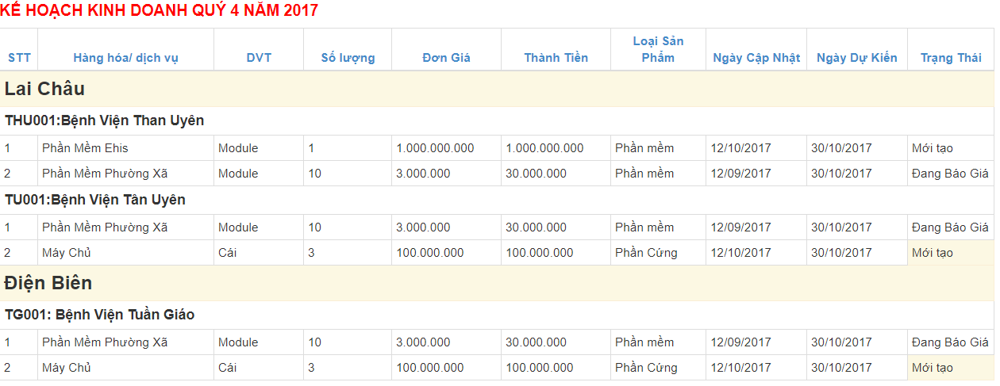 KẾ HOẠCH KINH DOANH QUÝ 4 NĂM 2017
STT Hàng hóa/ dịch vụ DVT Số lượng Đơn Giá Thành Tiền Loại Sản Phẩm Ngày Cập Nhật Ngày Dự Kiến Trạng Thái
Lai Châu
THU001:Bệnh Viện Than Uyên
1 Phần Mềm Ehis Module 1 1.000.000.000 1.000.000.000 Phần mềm 12/10/2017 30/10/2017 Mới tạo
2 Phần Mềm Phường Xã Module 10 3.000.000 30.000.000 Phần mềm 12/09/2017 30/10/2017 Đang Báo Giá
TU001:Bệnh Viện Tân Uyên
1 Phần Mềm Phường Xã Module 10 3.000.000 30.000.000 Phần mềm 12/09/2017 30/10/2017 Đang Báo Giá
2 Máy Chủ Cái 3 100.000.000 100.000.000 Phần Cứng 12/10/2017 30/10/2017 Mới tạo
Điện Biên
TG001: Bệnh Viện Tuần Giáo
1 Phần Mềm Phường Xã Module 10 3.000.000 30.000.000 Phần mềm 12/09/2017 30/10/2017 Đang Báo Giá
2 Máy Chủ Cái 3 100.000.000 100.000.000 Phần Cứng 12/10/2017 30/10/2017 Mới tạo